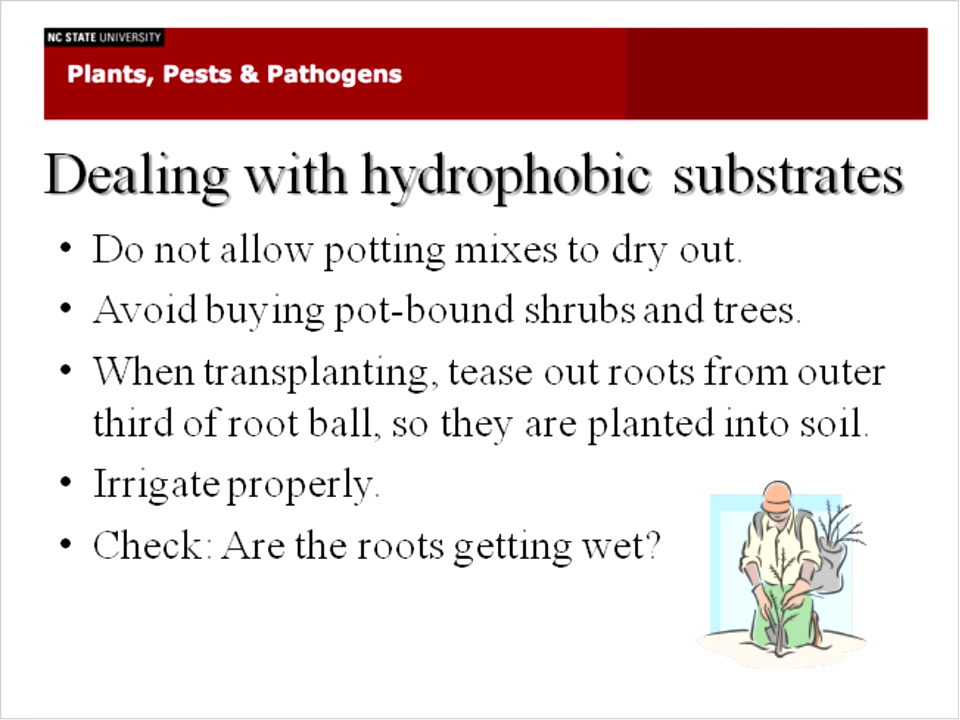 NC STATE UNIVERSITY
Plants, Pests & Pathogens
Dealing with hydrophobic substrates
• Do not allow potting mixes to dry out.
• Avoid buying pot-bound shrubs and trees.
• When transplanting, tease out roots from outer
third of root ball, so they are planted into soil.
• Irrigate properly.
• Check: Are the roots getting wet?